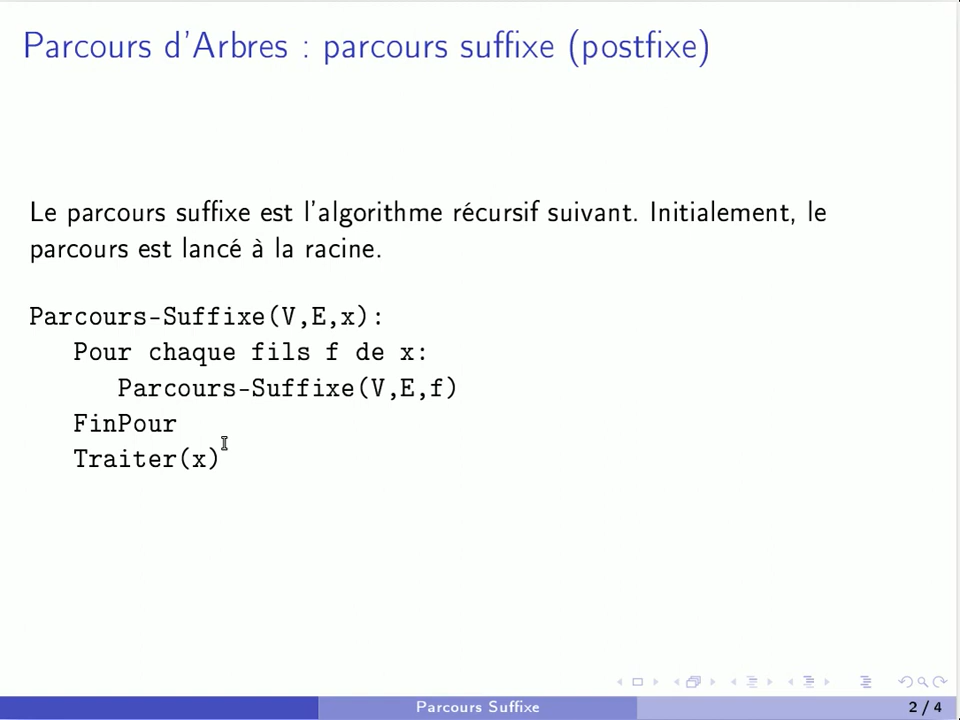 Parcours d'Arbres : parcours suffixe (postfixe)
Le parcours suffixe est l'algorithme récursif suivant. Initialement, le
parcours est lancé à la racine.
Parcours-Suffixe(V,E,x):
Pour chaque fils f de x:
Parcours-Suffixe(V,E,f)
FinPour
Traiter(x)
Parcours Suffixe
2 / 4